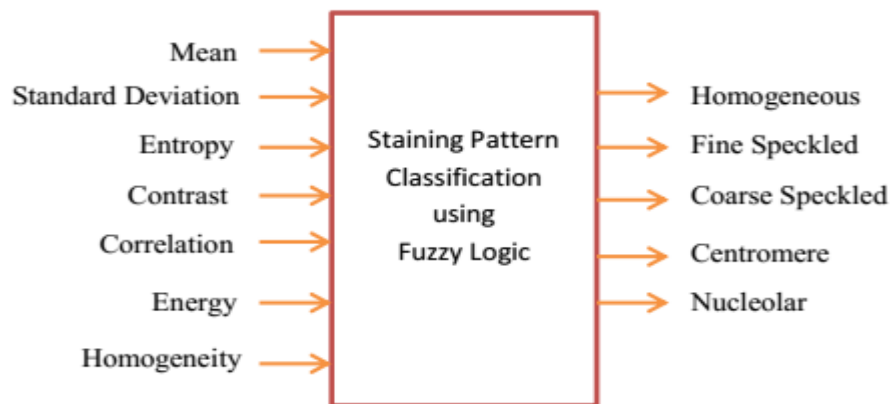 Mean
Standard Deviation
Entropy
Contrast
Correlation
Energy
Homogeneity
Staining Pattern
Classification
using
Fuzzy Logic
Homogeneous
Fine Speckled
Coarse Speckled
Centromere
Nucleolar